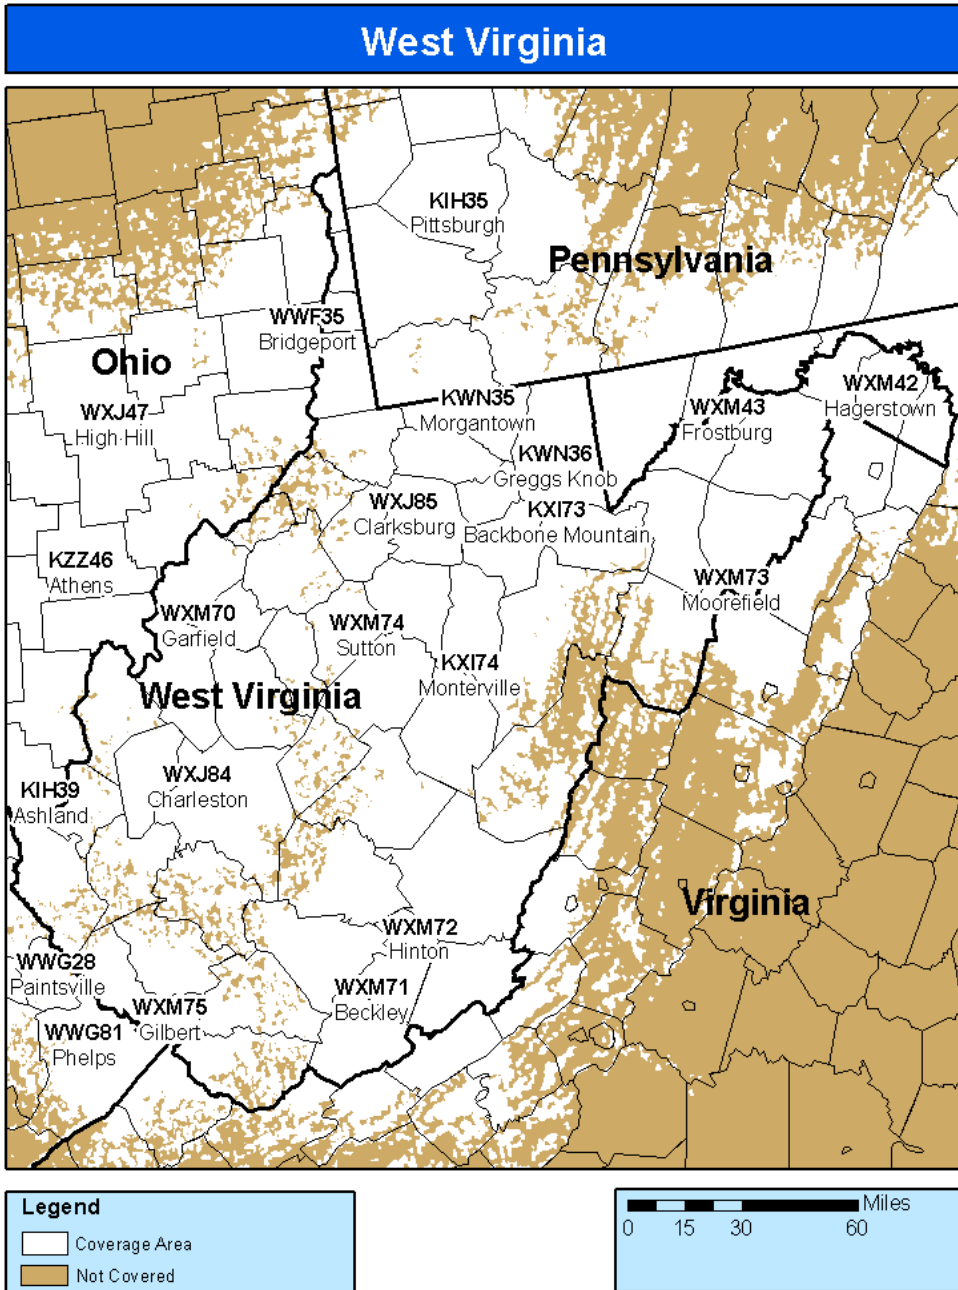 West Virginia
KIH35
Pittsburgh
Pennsylvania
WWF35
Bridgeport
Ohio
WXJ47
High Hill
KWN35
Morgantown
WXM43
Frostburg
WXM42
Hagerstown
KWN36
Greggs Knob
WXJ85
Clarksburg
KXI73
Backbone Mountain
KZZ46
Athens
WXM73
Moorefield
WXM70
Garfield
WXM74
Sutton
KXI74
Monterville
West Virginia
WXJ84
Charleston
KIH39
Ashland
Virginia
WXM72
Hinton
WWG28
Paintsville
WXM71
Beckley
WXM75
Gilbert
WWG81
Phelps
Legend
Coverage Area
Not Covered
Miles
0 15 30 60